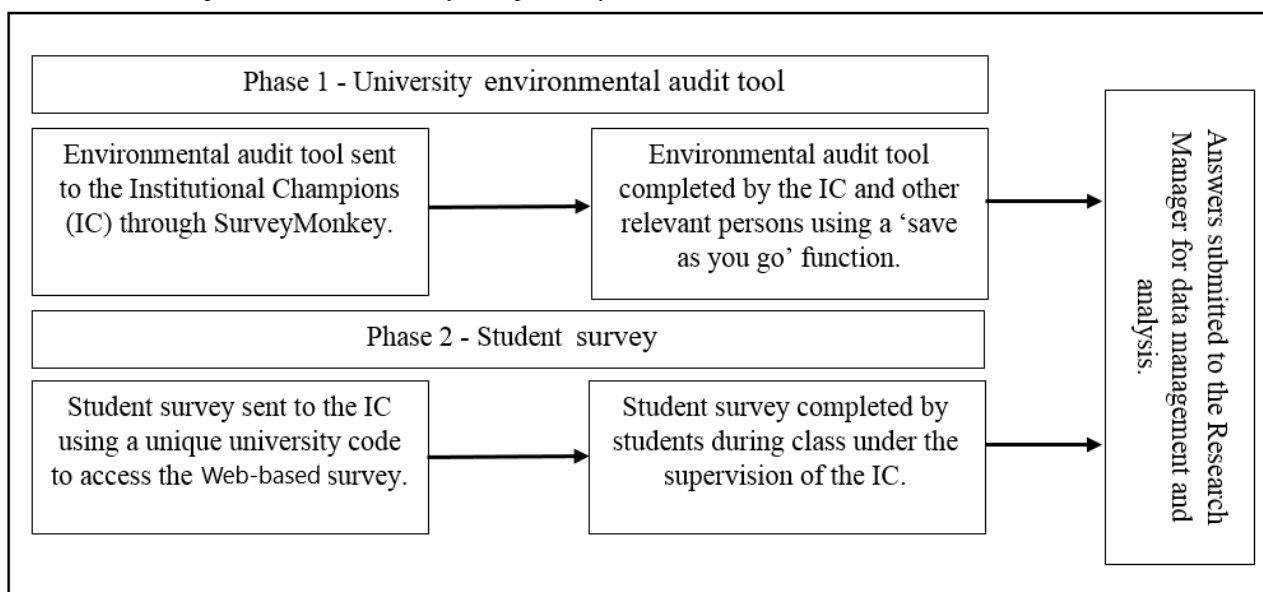 Phase 1 - University environmental audit tool
Environmental audit tool sent
to the Institutional Champions
(IC) through SurveyMonkey.
Environmental audit tool
completed by the IC and other
relevant persons using a ‘save
as you go’ function.
Phase 2 - Student survey
Student survey sent to the IC
using a unique university code
to access the Web-based survey.
Student survey completed by
students during class under the
supervision of the IC.
Answers submitted to the Research
Manager for data management and
analysis.